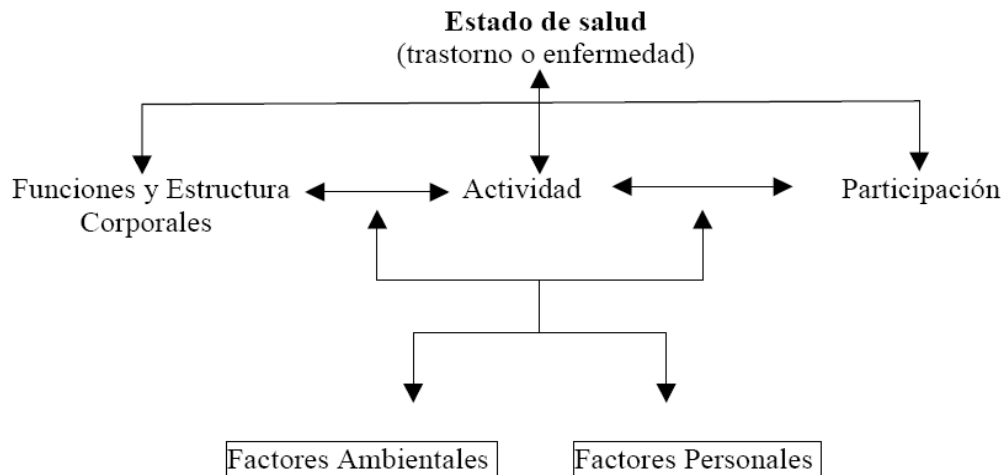 Estado de salud
(trastorno o enfermedad)
Funciones y Estructura
Corporales
Actividad
Participación
Factores Ambientales
Factores Personales